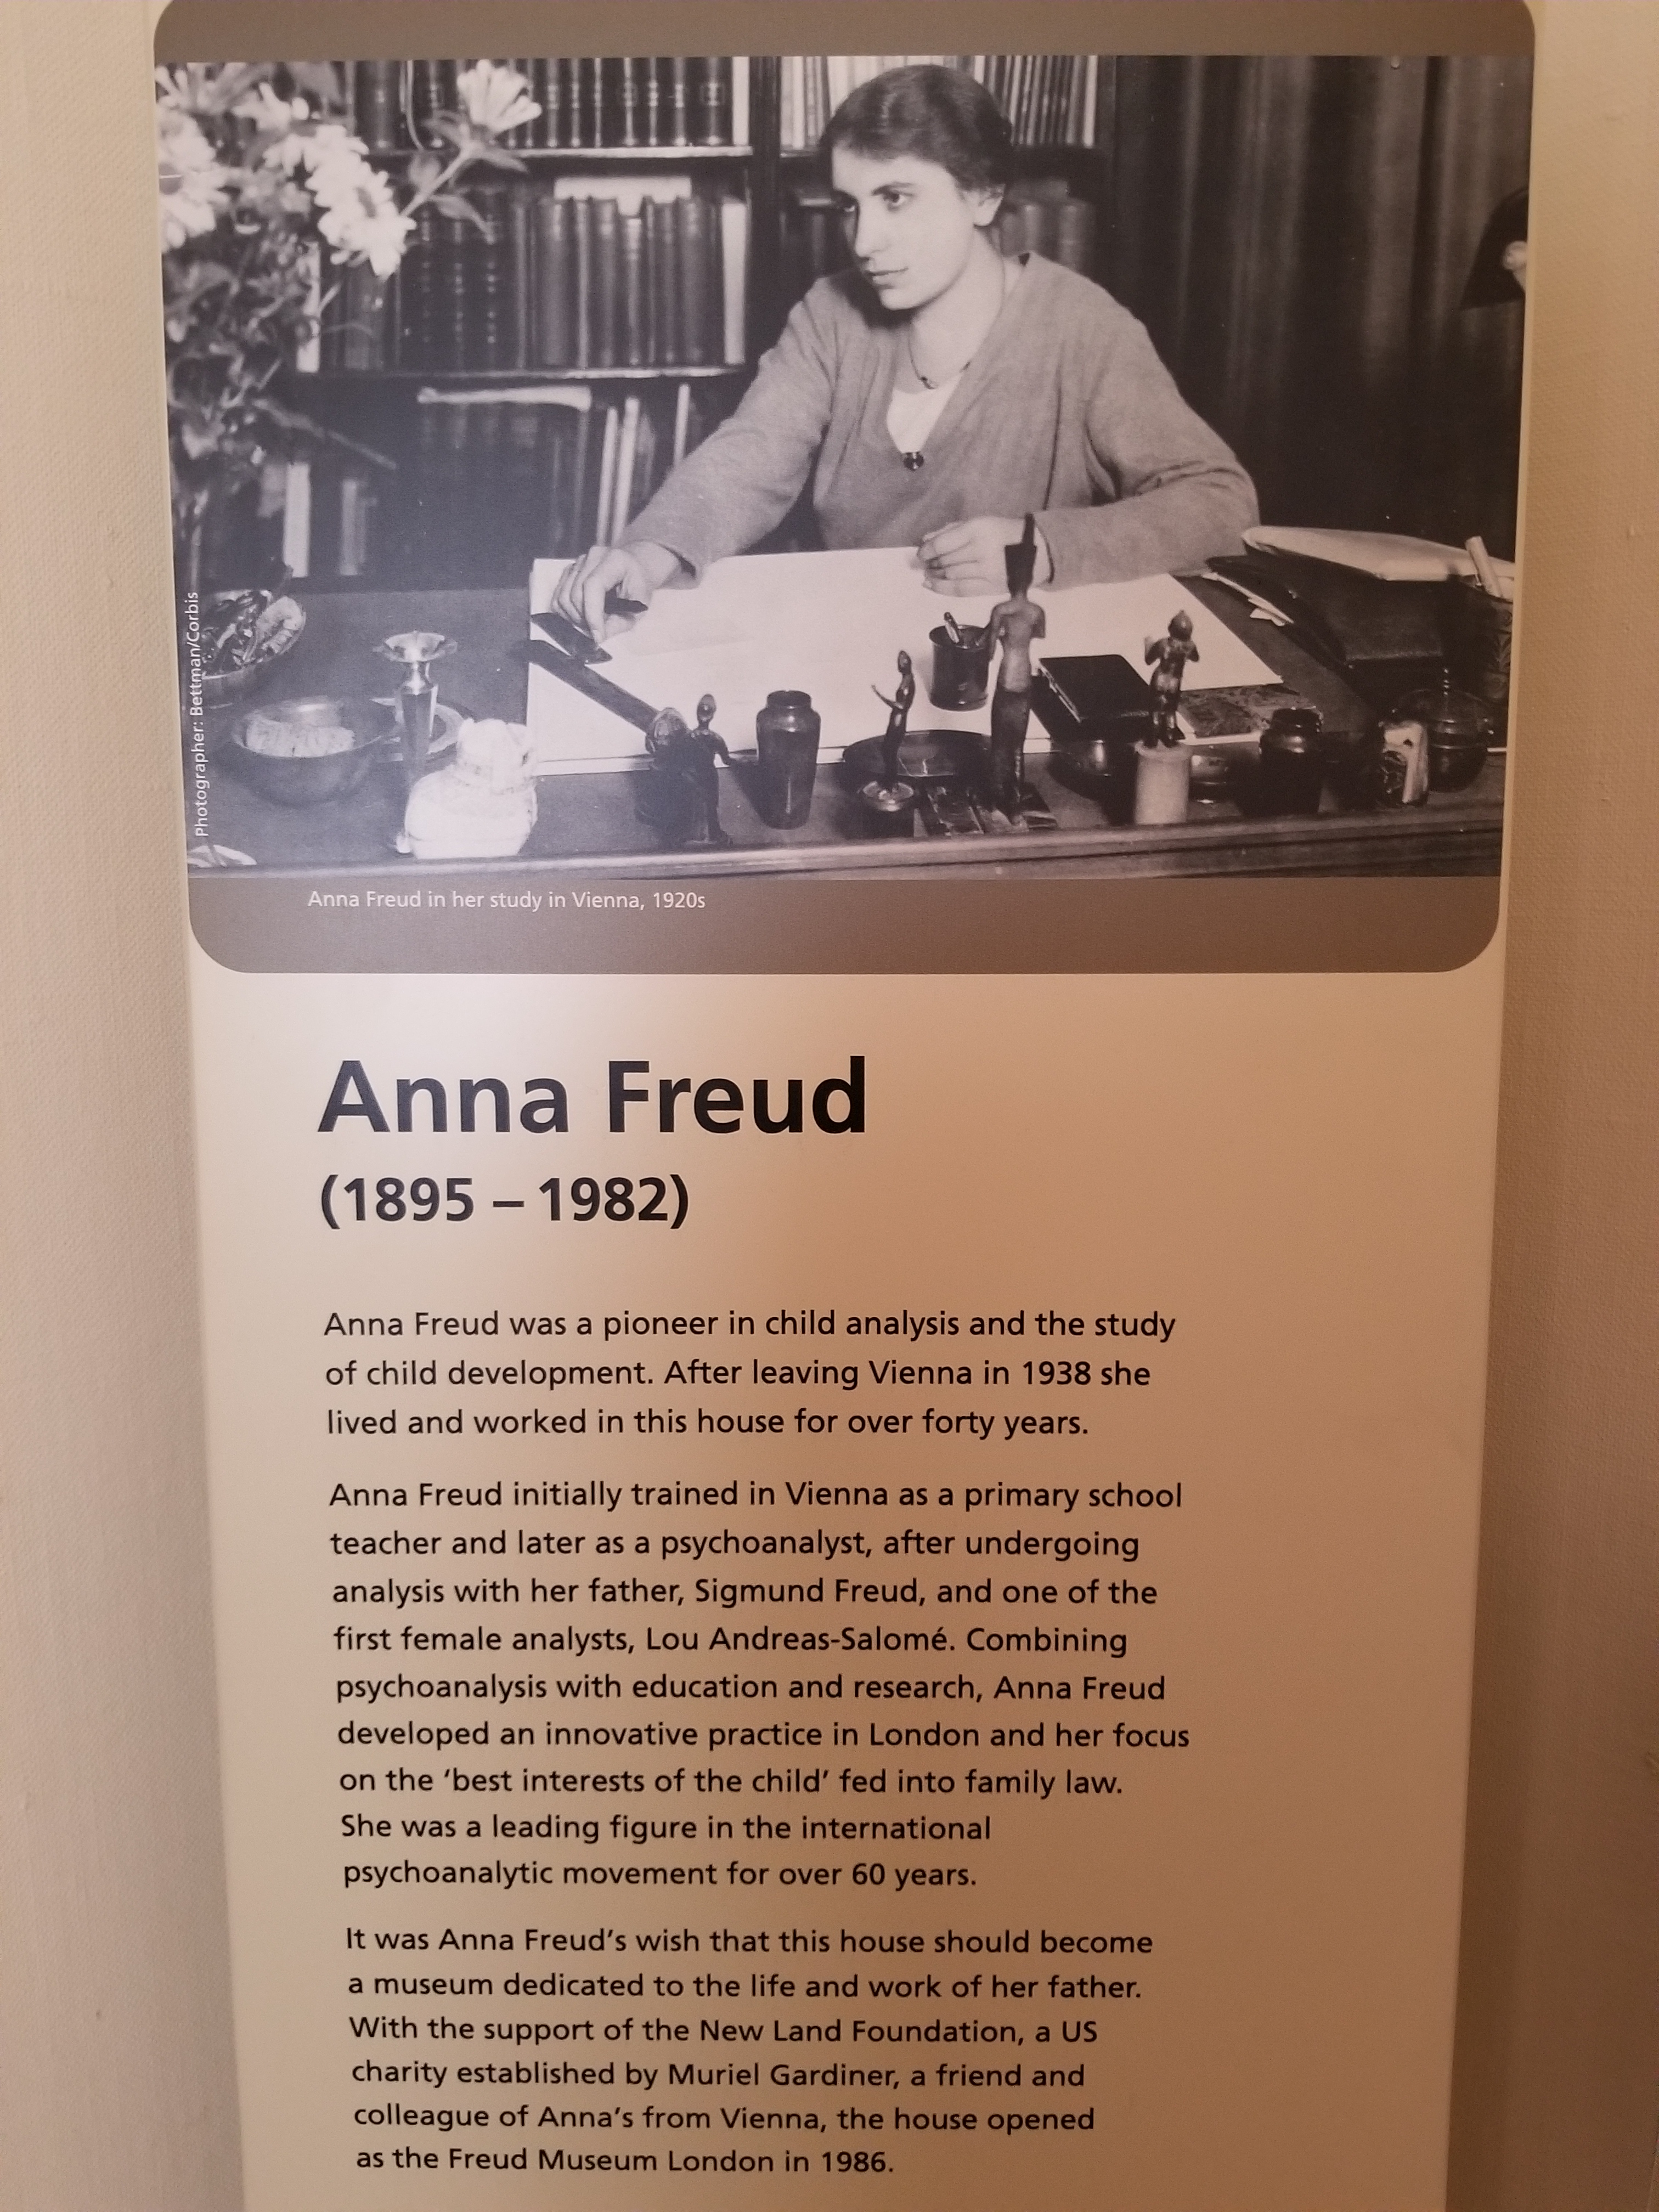 Photographer: Bettman/Corbis
Anna Freud in her study in Vienna, 1920s
Anna Freud
(1895 – 1982)
Anna Freud was a pioneer in child analysis and the study
of child development. After leaving Vienna in 1938 she
lived and worked in this house for over forty years.
Anna Freud initially trained in Vienna as a primary school
teacher and later as a psychoanalyst, after undergoing
analysis with her father, Sigmund Freud, and one of the
first female analysts, Lou Andreas-Salomé. Combining
psychoanalysis with education and research, Anna Freud
developed an innovative practice in London and her focus
on the ‘best interests of the child’ fed into family law.
She was a leading figure in the international
psychoanalytic movement for over 60 years.
It was Anna Freud’s wish that this house should become
a museum dedicated to the life and work of her father.
With the support of the New Land Foundation, a US
charity established by Muriel Gardiner, a friend and
colleague of Anna’s from Vienna, the house opened
as the Freud Museum London in 1986.